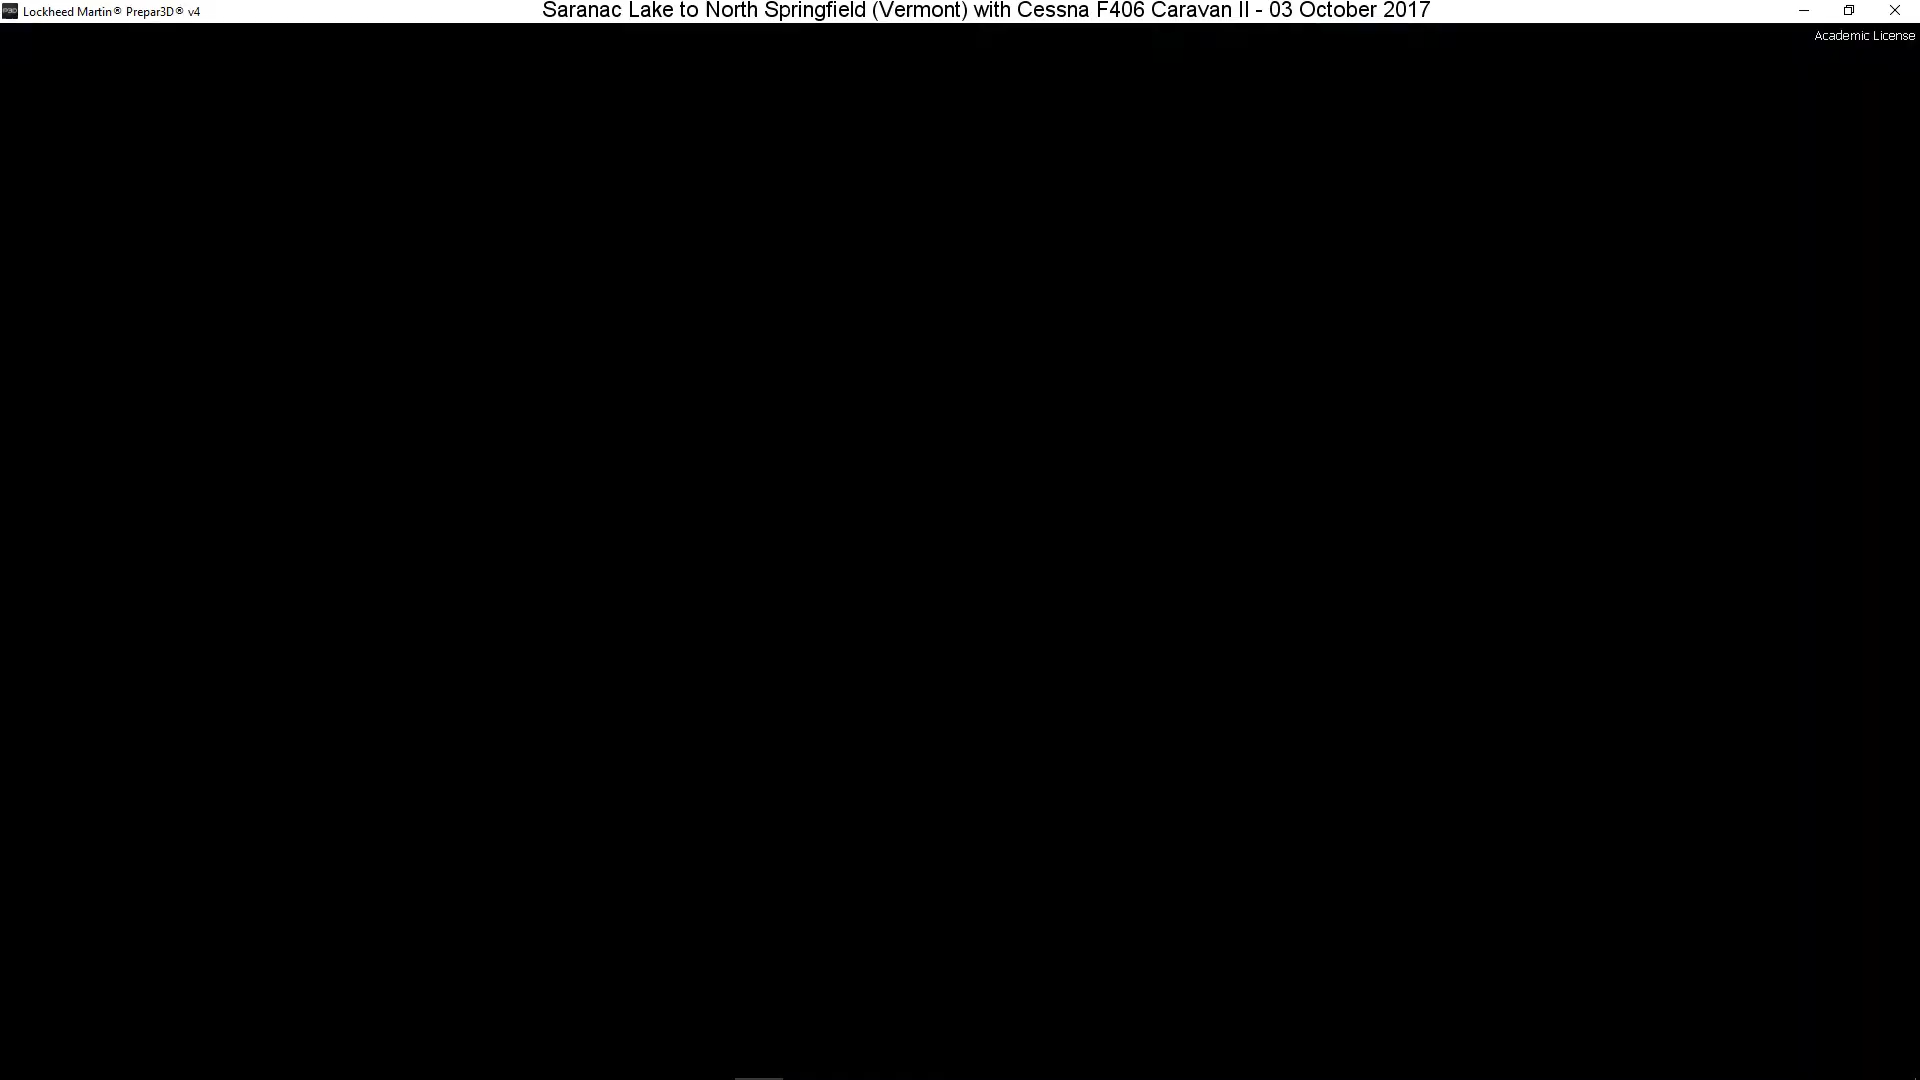 Lockheed Martin® Prepar3D® v4
Saranac Lake to North Springfield (Vermont) with Cessna F406 Caravan II - 03 October 2017
Academic License